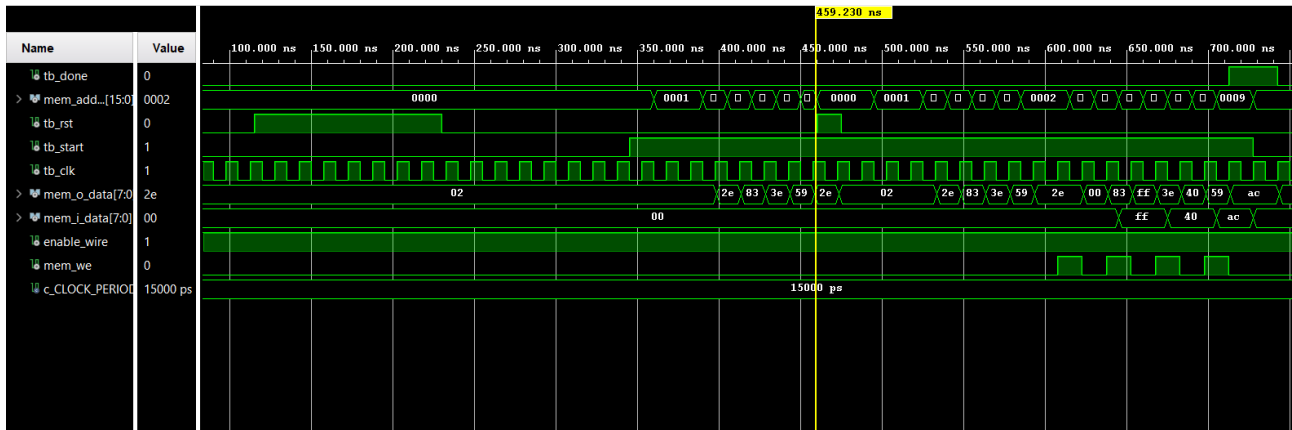 459.230 ns
Name Value 100.000 ns 150.000 ns 200.000 ns 250.000 ns 300.000 ns 350.000 ns 400.000 ns 450.000 ns 500.000 ns 550.000 ns 600.000 ns 650.000 ns 700.000 ns
tb_done 0
mem_add...[15:0] 0002 0000 0001 0000 0001 0002 0009
tb_rst 0
tb_start 1
tb_clk 1
mem_o_data[7:0 2e 02 2e 83 3e 59 2e 02 2e 83 3e 59 2e 00 83 ff 3e 40 59 ac
mem_i_data[7:0] 00 00 ff 40 ac
enable_wire 1
mem_we 0
c_CLOCK_PERIOD 15000 ps 15000 ps